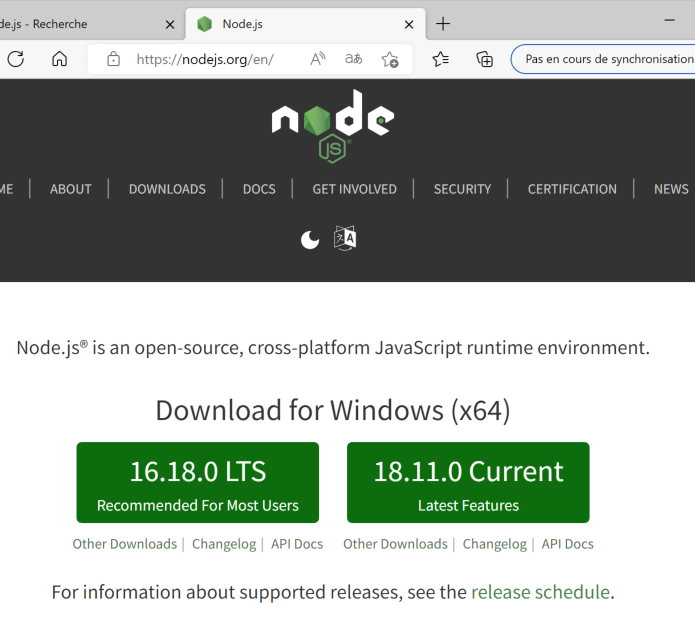 de.js - Recherche
Node.js
https://nodejs.org/en/
Pas en cours de synchronisation
node
JS
ME | ABOUT | DOWNLOADS | DOCS | GET INVOLVED | SECURITY | CERTIFICATION | NEWS
Node.js® is an open-source, cross-platform JavaScript runtime environment.
Download for Windows (x64)
16.18.0 LTS
Recommended For Most Users
18.11.0 Current
Latest Features
Other Downloads | Changelog | API Docs
Other Downloads | Changelog | API Docs
For information about supported releases, see the release schedule.